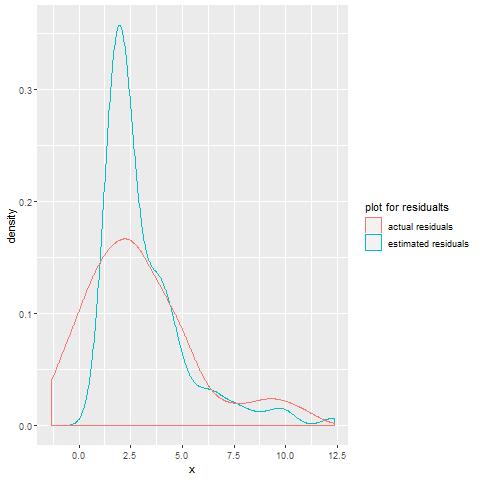 0.3
0.2
0.1
0.0
density
0.0 2.5 5.0 7.5 10.0 12.5
x
plot for residualts
actual residuals
estimated residuals